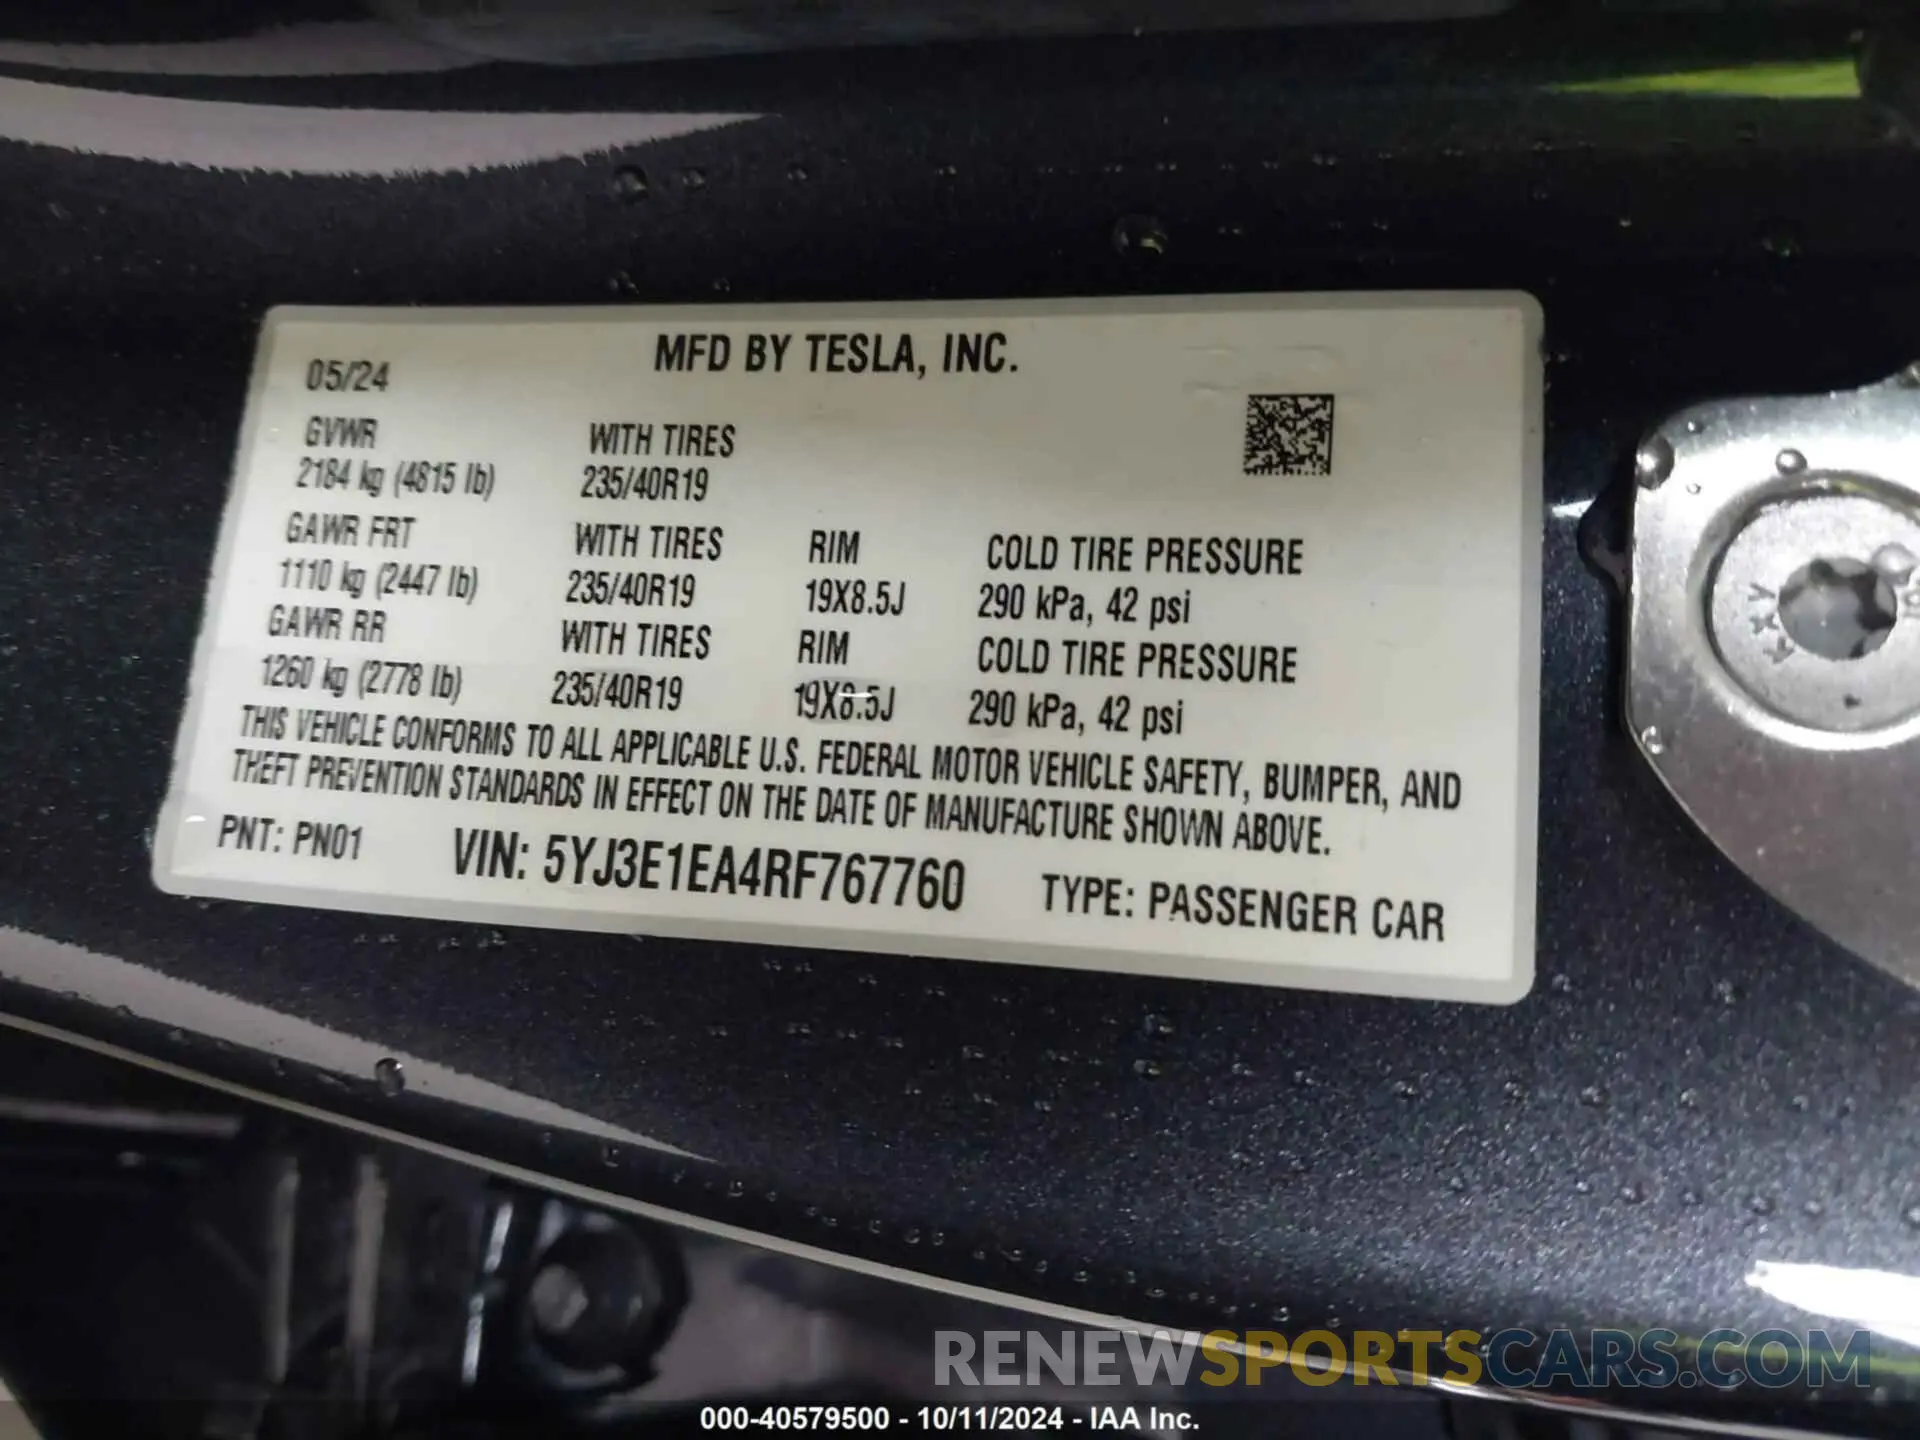 MFD BY TESLA, INC.
05/24
GVWR WITH TIRES
2184 kg (4815 lb) 235/40R19
GAWR FRT WITH TIRES RIM COLD TIRE PRESSURE
1110 kg (2447 lb) 235/40R19 19X8.5J 290 kPa, 42 psi
GAWR RR WITH TIRES RIM COLD TIRE PRESSURE
1260 kg (2778 lb) 235/40R19 19X8.5J 290 kPa, 42 psi
THIS VEHICLE CONFORMS TO ALL APPLICABLE U.S. FEDERAL MOTOR VEHICLE SAFETY, BUMPER, AND
THEFT PREVENTION STANDARDS IN EFFECT ON THE DATE OF MANUFACTURE SHOWN ABOVE.
PNT: PN01 VIN: 5YJ3E1EA4RF767760 TYPE: PASSENGER CAR
RENEWSPORTSCARS.COM
000-40579500 - 10/11/2024 - IAA Inc.